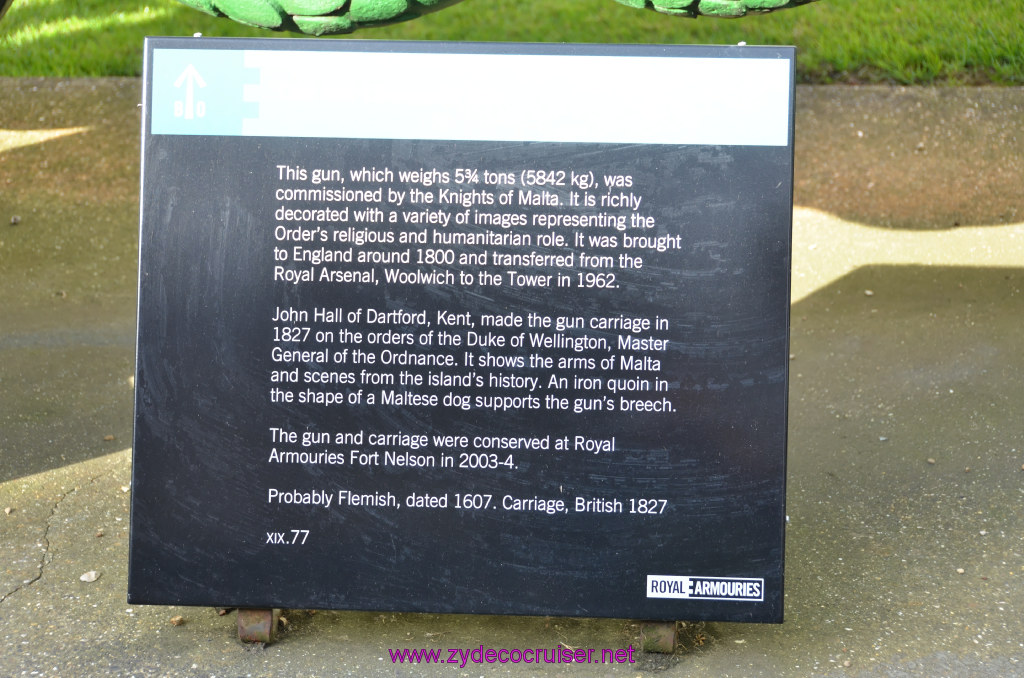 B O
This gun, which weighs 5¾ tons (5842 kg), was
commissioned by the Knights of Malta. It is richly
decorated with a variety of images representing the
Order's religious and humanitarian role. It was brought
to England around 1800 and transferred from the
Royal Arsenal, Woolwich to the Tower in 1962.
John Hall of Dartford, Kent, made the gun carriage in
1827 on the orders of the Duke of Wellington, Master
General of the Ordnance. It shows the arms of Malta
and scenes from the island's history. An iron quoin in
the shape of a Maltese dog supports the gun's breech.
The gun and carriage were conserved at Royal
Armouries Fort Nelson in 2003-4.
Probably Flemish, dated 1607. Carriage, British 1827
XIX.77
ROYAL ARMOURIES
www.zydecocruiser.net